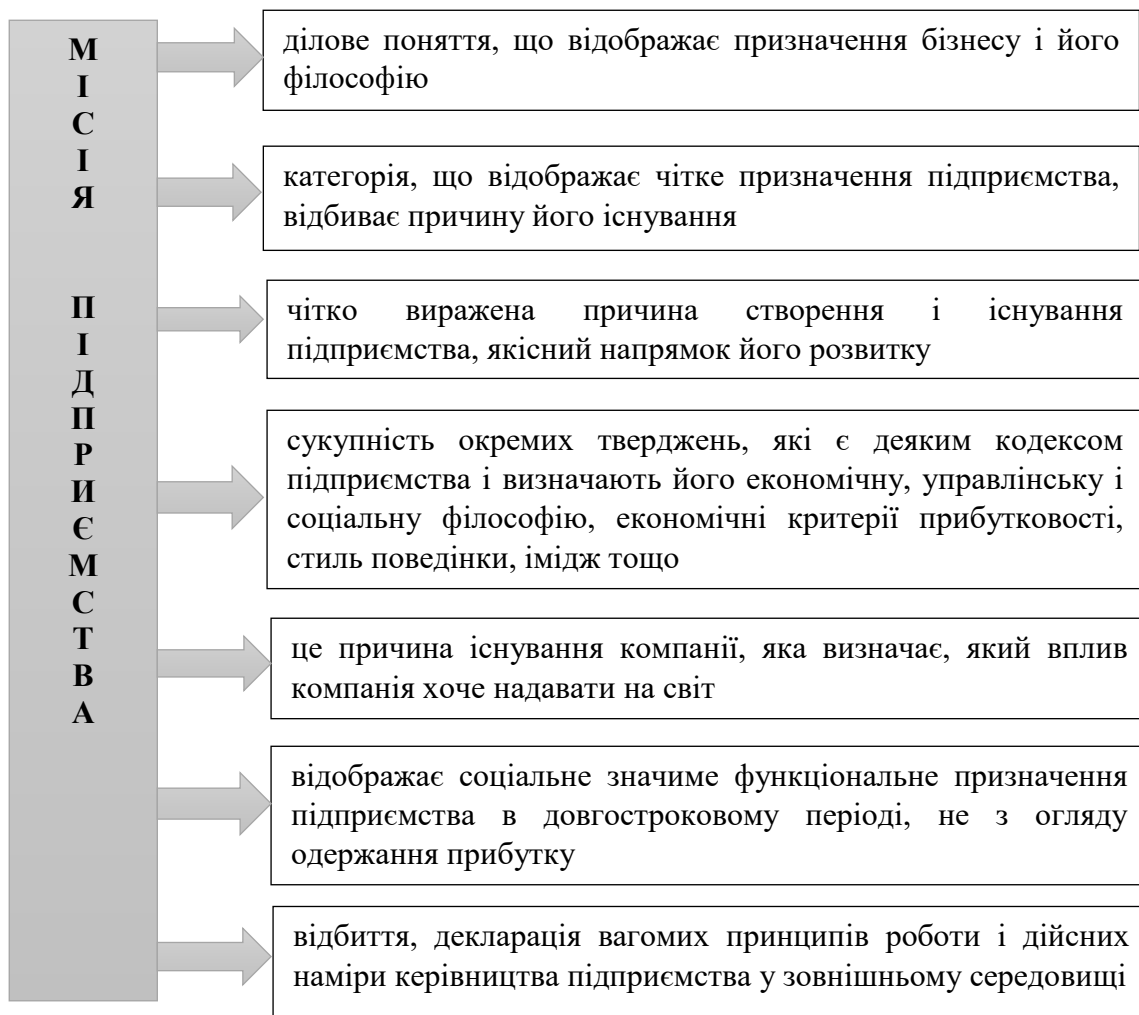 МІСІЯ ПІДПРИЄМСТВА
ділове поняття, що відображає призначення бізнесу і його
філософію
категорія, що відображає чітке призначення підприємства,
відбиває причину його існування
чітко виражена причина створення і існування
підприємства, якісний напрямок його розвитку
сукупність окремих тверджень, які є деяким кодексом
підприємства і визначають його економічну, управлінську і
соціальну філософію, економічні критерії прибутковості,
стиль поведінки, імідж тощо
це причина існування компанії, яка визначає, який вплив
компанія хоче надавати на світ
відображає соціальне значиме функціональне призначення
підприємства в довгостроковому періоді, не з огляду
одержання прибутку
відбиття, декларація вагомих принципів роботи і дійсних
наміри керівництва підприємства у зовнішньому середовищі